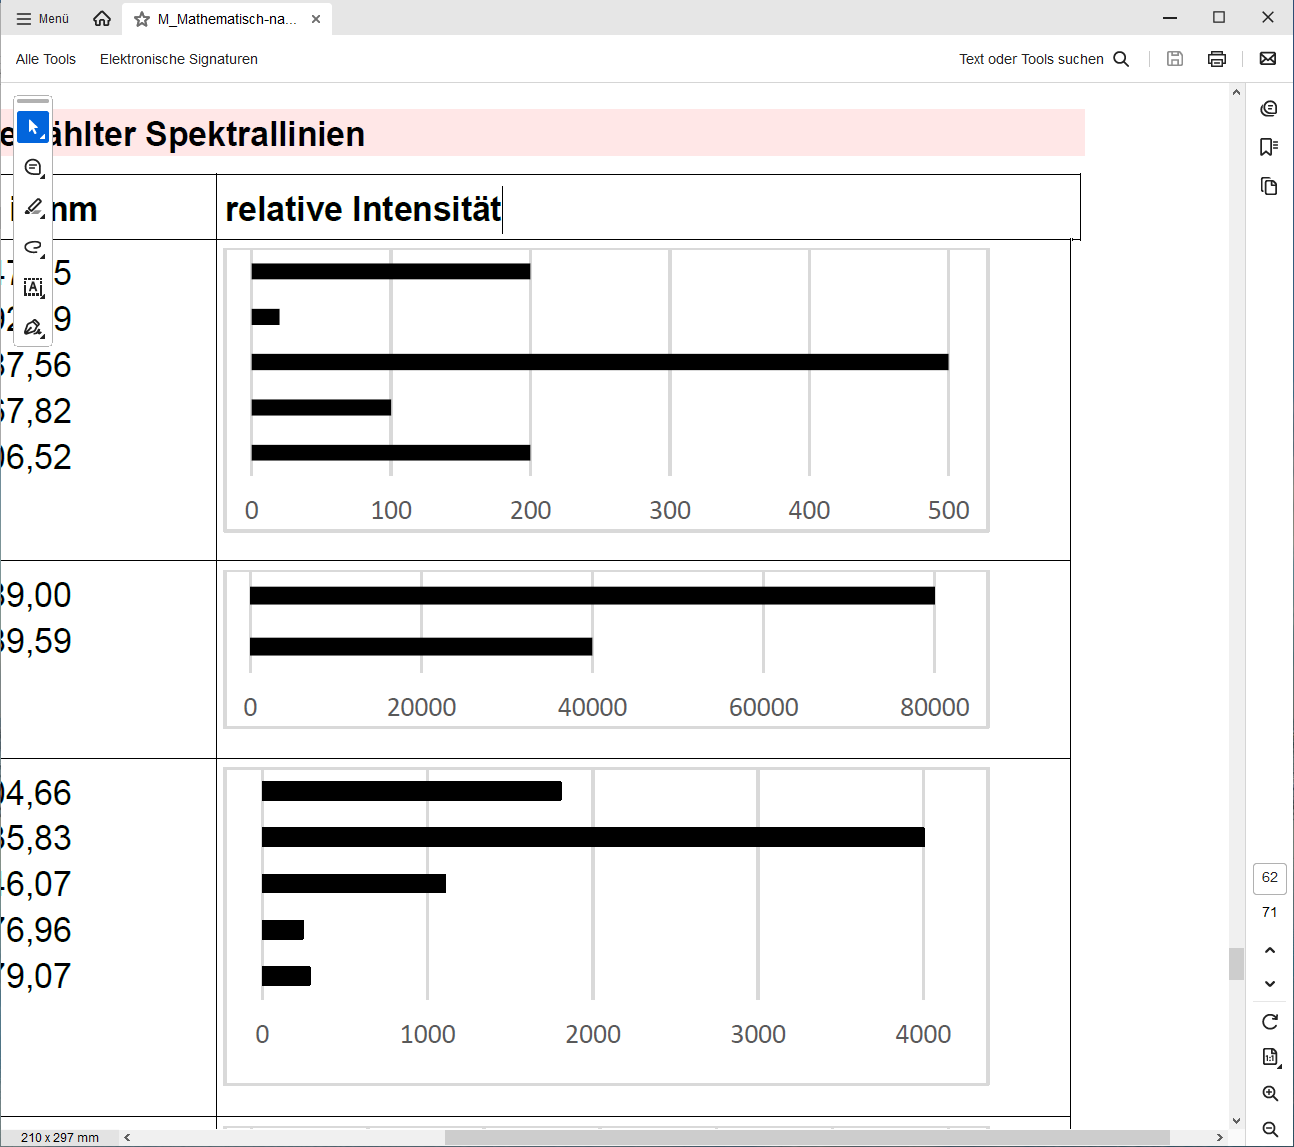 Menü
M_Mathematisch-na...
Alle Tools Elektronische Signaturen Text oder Tools suchen
ählter Spektrallinien
nm relative Intensität
5
9
7,56
7,82
6,52
0 100 200 300 400 500
9,00
9,59
0 20000 40000 60000 80000
4,66
5,83
6,07
6,96
9,07
0 1000 2000 3000 4000
62
71
1:1
210 x 297 mm